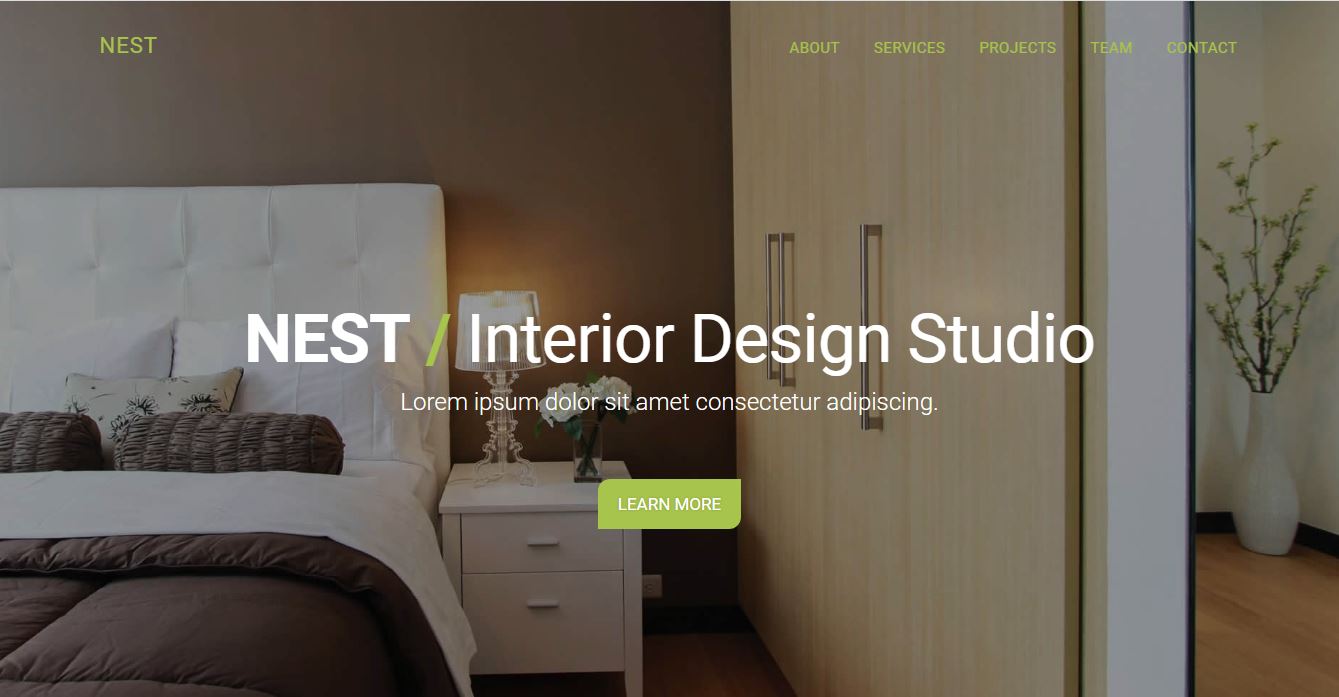 NEST
ABOUT SERVICES PROJECTS TEAM CONTACT
NEST / Interior Design Studio
Lorem ipsum dolor sit amet consectetur adipiscing.
LEARN MORE